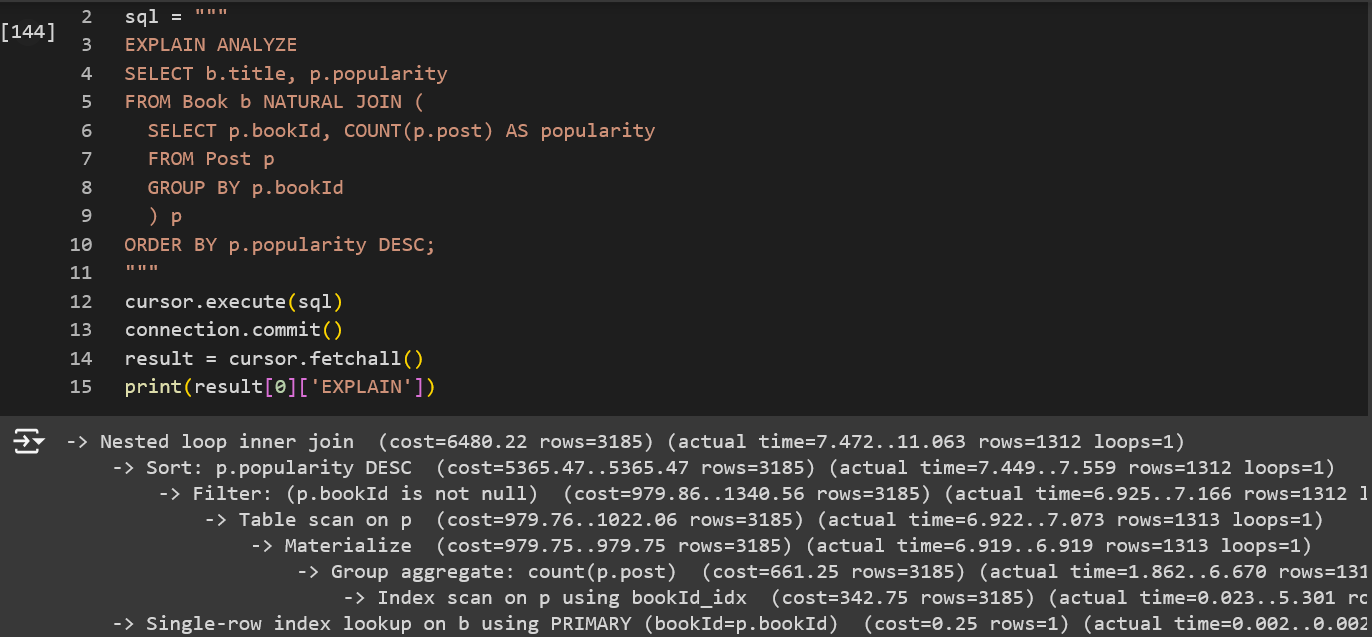 [144]
2 sql = """
3 EXPLAIN ANALYZE
4 SELECT b.title, p.popularity
5 FROM Book b NATURAL JOIN (
6 SELECT p.bookId, COUNT(p.post) AS popularity
7 FROM Post p
8 GROUP BY p.bookId
9 ) p
10 ORDER BY p.popularity DESC;
11 """
12 cursor.execute(sql)
13 connection.commit()
14 result = cursor.fetchall()
15 print(result[0]['EXPLAIN'])
-> Nested loop inner join (cost=6480.22 rows=3185) (actual time=7.472..11.063 rows=1312 loops=1)
-> Sort: p.popularity DESC (cost=5365.47..5365.47 rows=3185) (actual time=7.449..7.559 rows=1312 loops=1)
-> Filter: (p.bookId is not null) (cost=979.86..1340.56 rows=3185) (actual time=6.925..7.166 rows=1312 l
-> Table scan on p (cost=979.76..1022.06 rows=3185) (actual time=6.922..7.073 rows=1313 loops=1)
-> Materialize (cost=979.75..979.75 rows=3185) (actual time=6.919..6.919 rows=1313 loops=1)
-> Group aggregate: count(p.post) (cost=661.25 rows=3185) (actual time=1.862..6.670 rows=131
-> Index scan on p using bookId_idx (cost=342.75 rows=3185) (actual time=0.023..5.301 ro
-> Single-row index lookup on b using PRIMARY (bookId=p.bookId) (cost=0.25 rows=1) (actual time=0.002..0.002